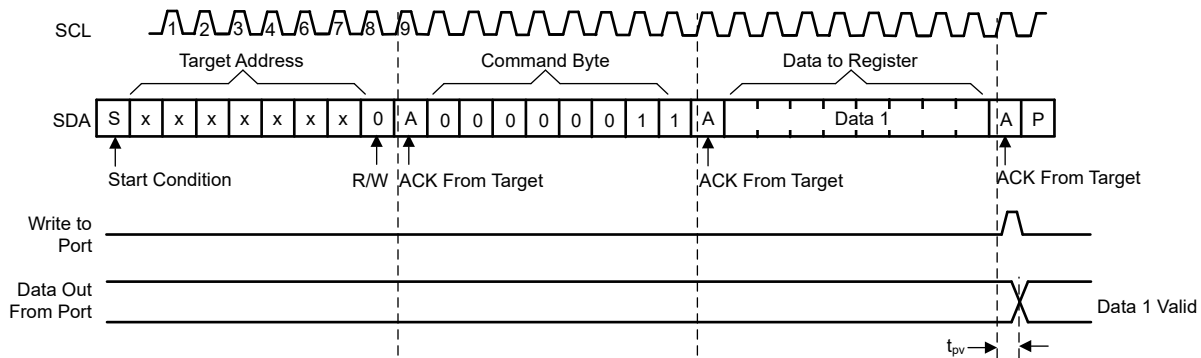 SCL 1 2 3 4 6 7 8 9
Target Address Command Byte Data to Register
SDA S x x x x x x x 0 A 0 0 0 0 0 0 1 1 A Data 1 A P
Start Condition R/W ACK From Target ACK From Target ACK From Target
Write to
Port
Data Out
From Port
Data 1 Valid
tpv